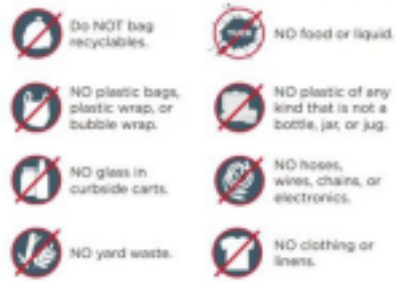 Do NOT bag
recyclables.
NO food or liquid.
NO plastic bags,
plastic wrap, or
bubble wrap.
NO plastic of any
kind that is not a
bottle, jar, or jug.
NO glass in
curbside carts.
NO hoses,
wires, chains, or
electronics.
NO yard waste.
NO clothing or
linens.